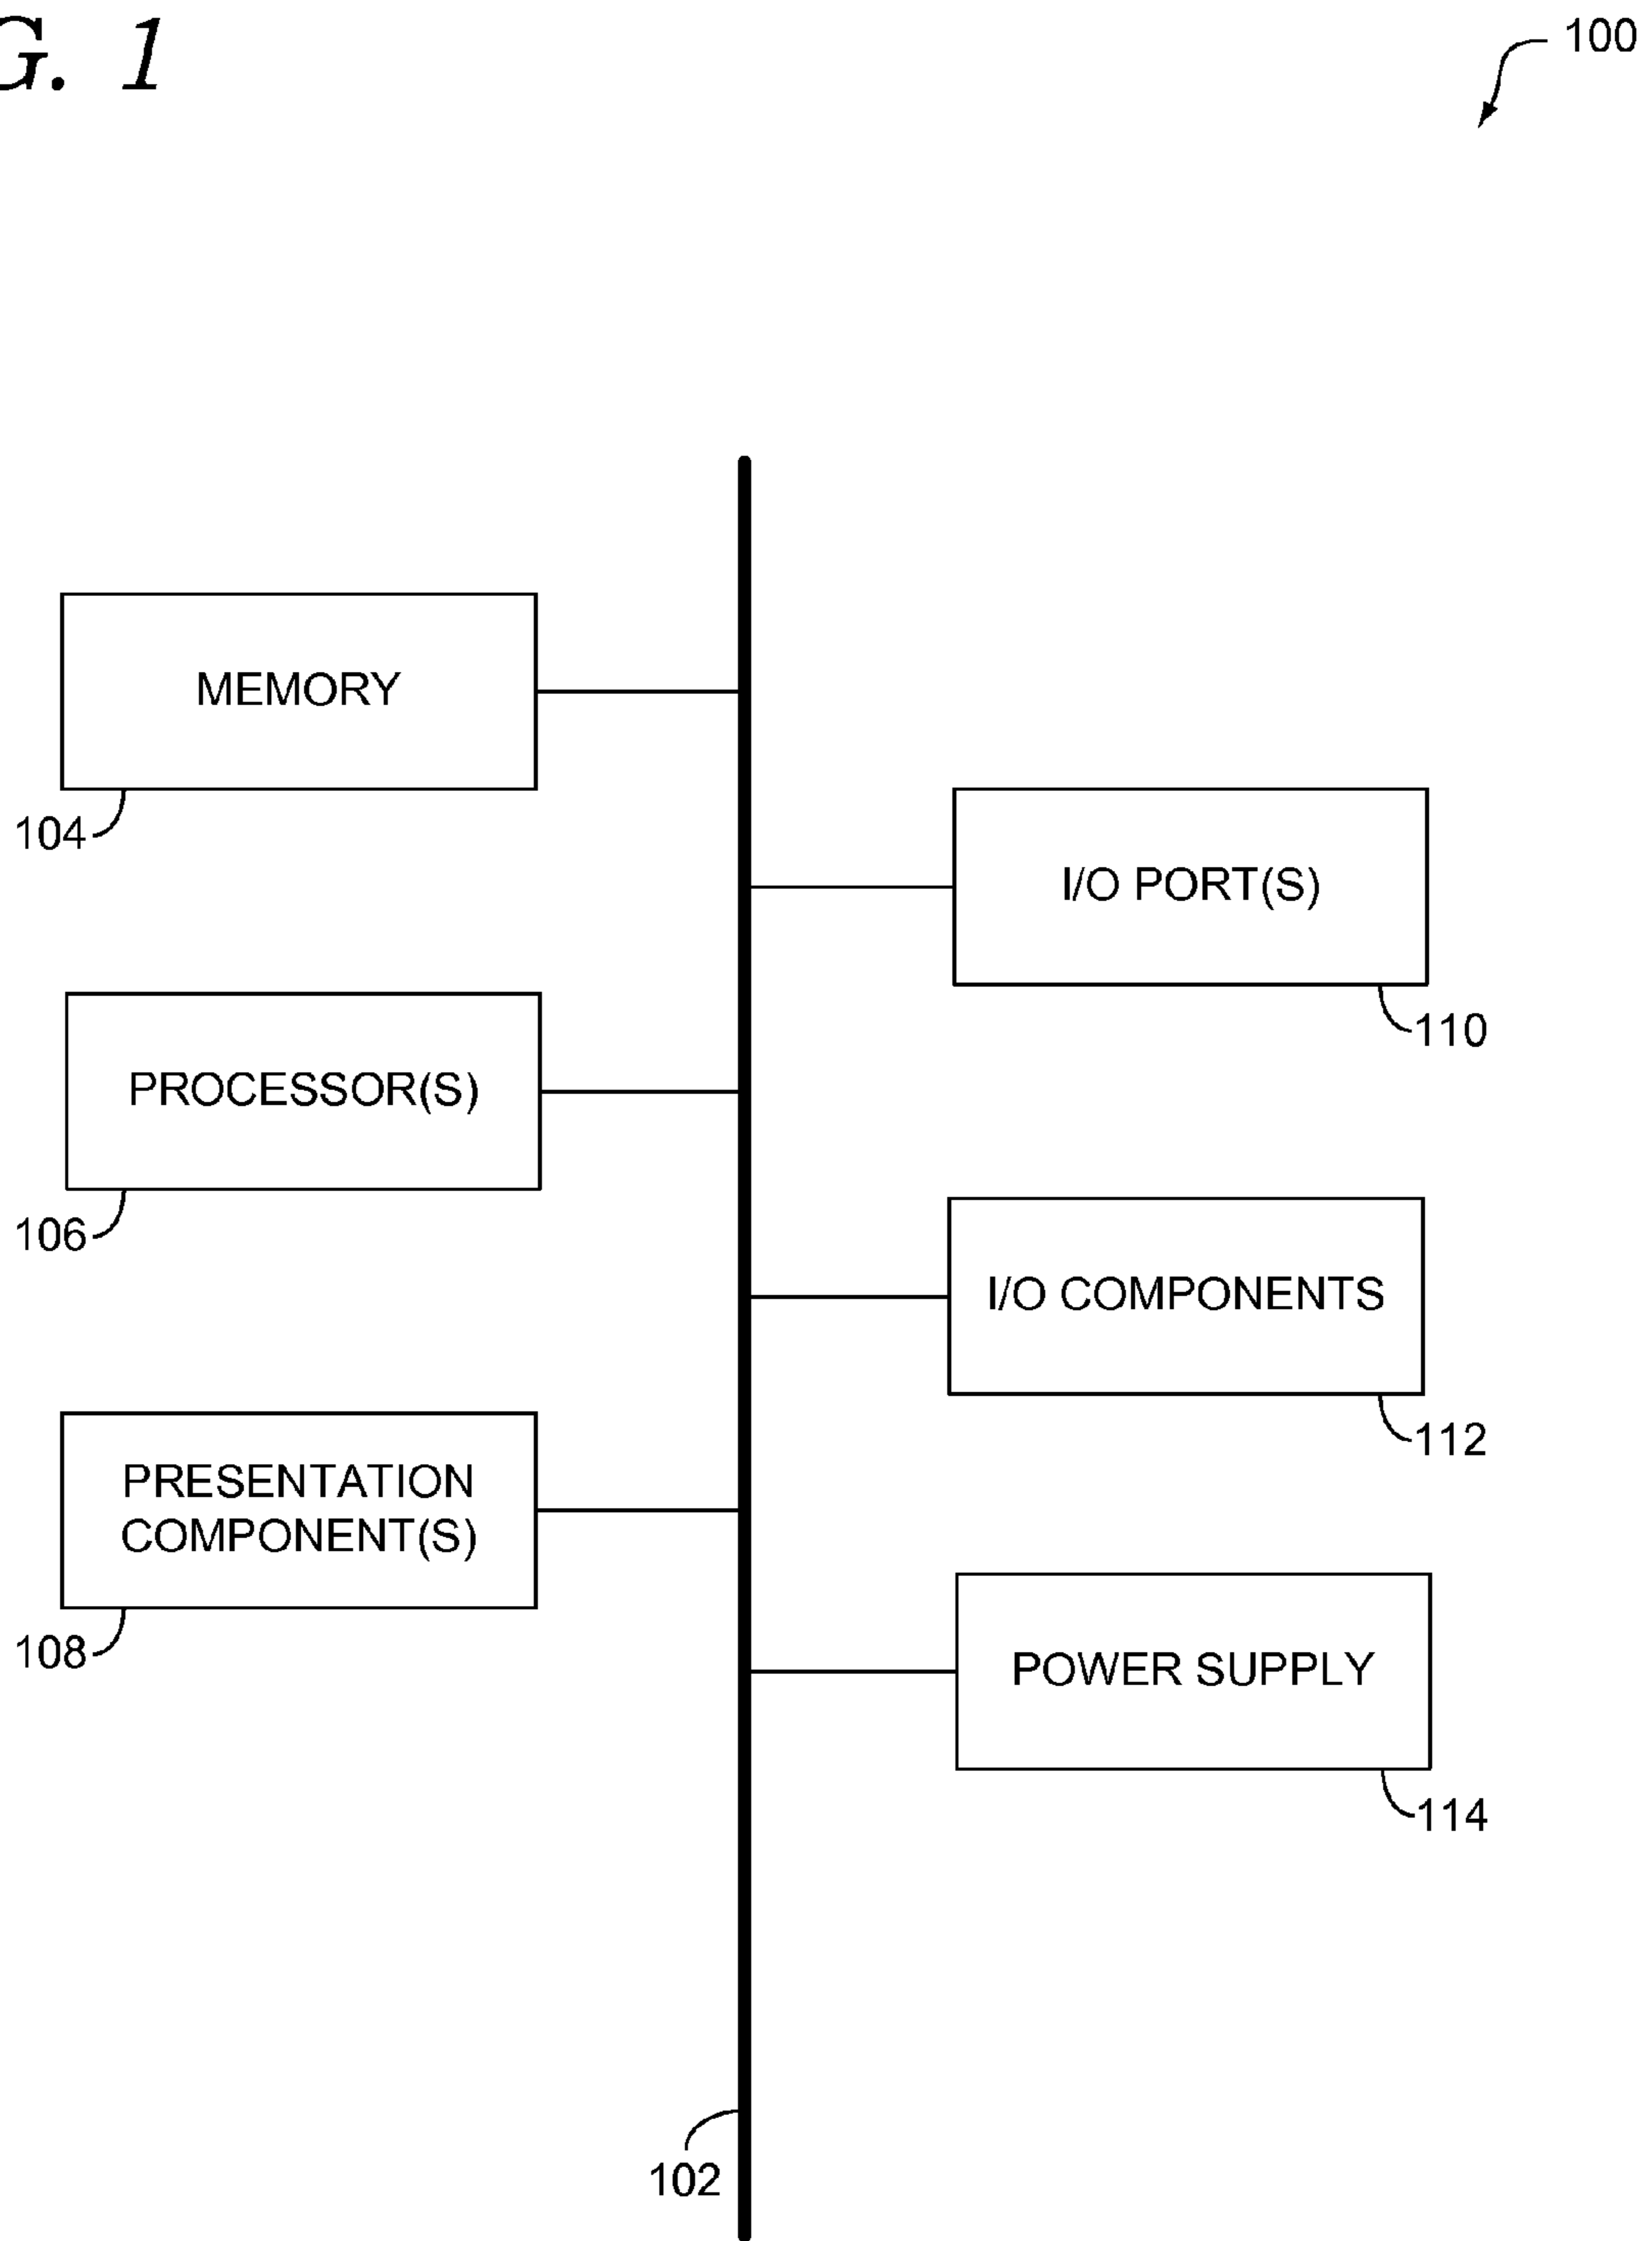 G. 1
100
MEMORY
104
I/O PORT(S)
110
PROCESSOR(S)
106
I/O COMPONENTS
112
PRESENTATION
COMPONENT(S)
108
POWER SUPPLY
114
102